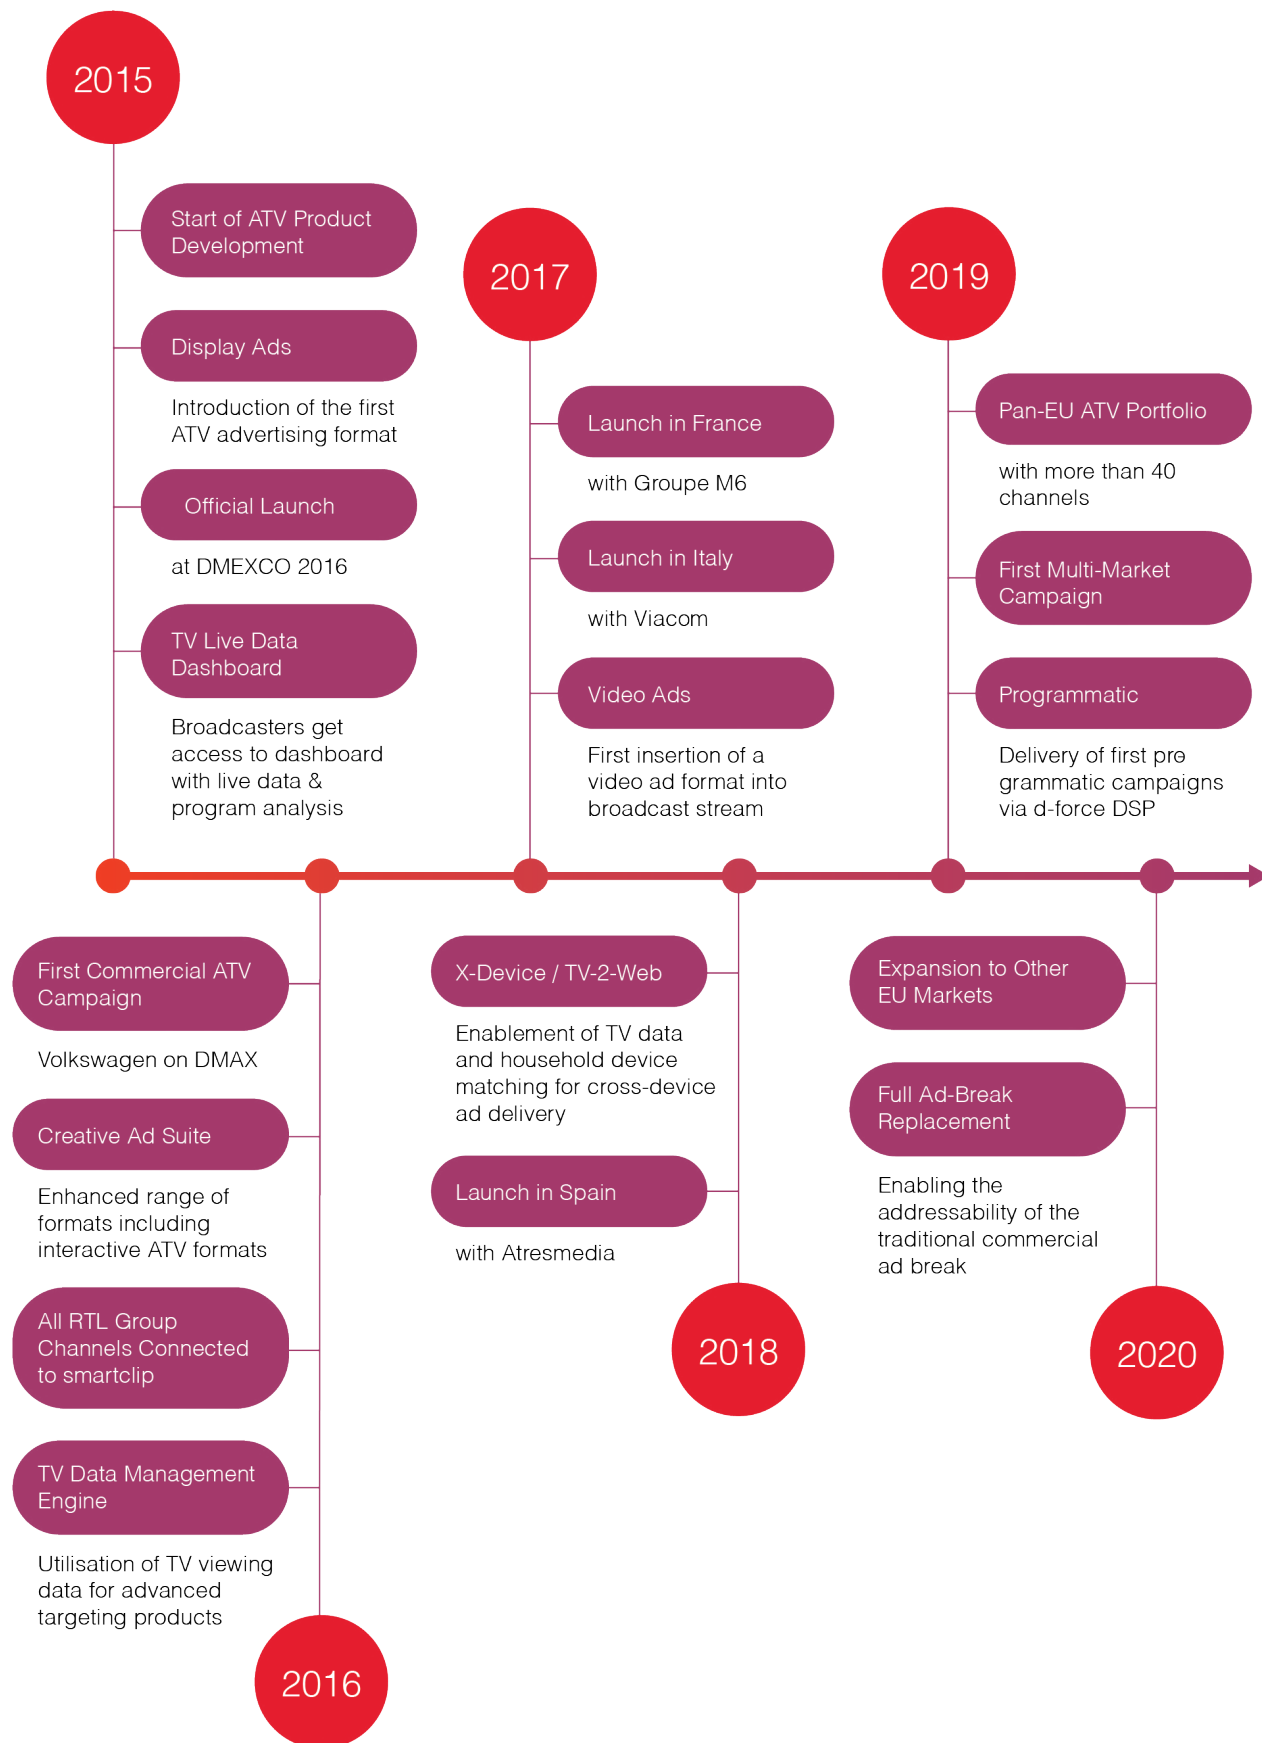 2015
Start of ATV Product
Development
Display Ads
Introduction of the first
ATV advertising format
Official Launch
at DMEXCO 2016
TV Live Data
Dashboard
Broadcasters get
access to dashboard
with live data &
program analysis
First Commercial ATV
Campaign
Volkswagen on DMAX
Creative Ad Suite
Enhanced range of
formats including
interactive ATV formats
All RTL Group
Channels Connected
to smartclip
TV Data Management
Engine
Utilisation of TV viewing
data for advanced
targeting products
2016
2017
Launch in France
with Groupe M6
Launch in Italy
with Viacom
Video Ads
First insertion of a
video ad format into
broadcast stream
X-Device / TV-2-Web
Enablement of TV data
and household device
matching for cross-device
ad delivery
Launch in Spain
with Atresmedia
2018
2019
Pan-EU ATV Portfolio
with more than 40
channels
First Multi-Market
Campaign
Programmatic
Delivery of first pro-
grammatic campaigns
via d-force DSP
Expansion to Other
EU Markets
Full Ad-Break
Replacement
Enabling the
addressability of the
traditional commercial
ad break
2020